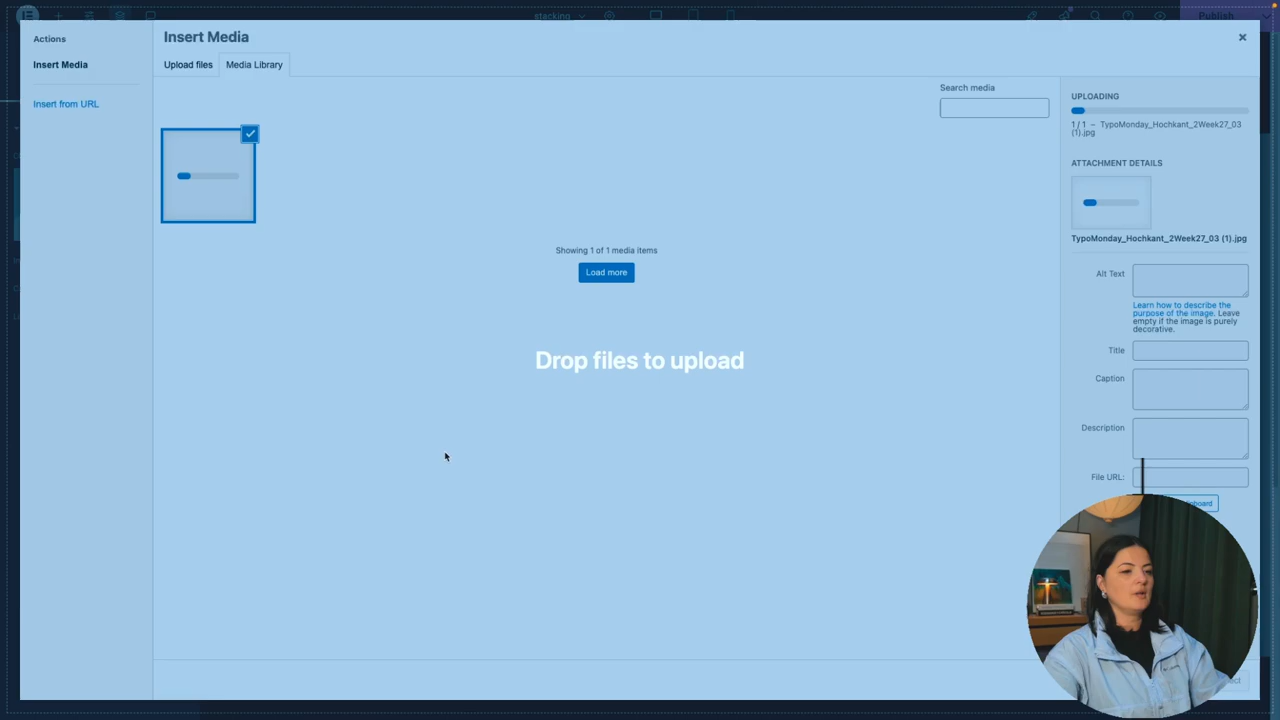 stacking
Publish
Actions
Insert Media
Insert from URL
Insert Media
Upload files
Media Library
Search media
Showing 1 of 1 media items
Load more
Drop files to upload
UPLOADING
1 / 1 – TypoMonday_Hochkant_2Week27_03
(1).jpg
ATTACHMENT DETAILS
TypoMonday_Hochkant_2Week27_03 (1).jpg
Alt Text
Learn how to describe the
purpose of the image. Leave
empty if the image is purely
decorative.
Title
Caption
Description
File URL: